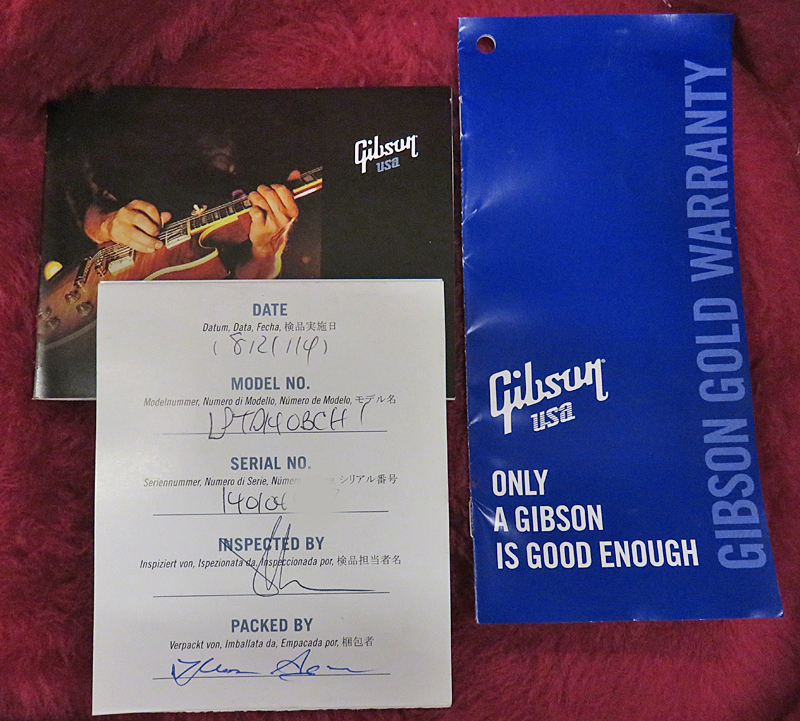 Gibson
USA
DATE
Datum, Data, Fecha, 検品実施日
(8/21/14)
MODEL NO.
Modelnummer, Numero di Modello, Número de Modelo, モデル名
LPTD14OBCH1
SERIAL NO.
Seriennummer, Numero di Serie, Númer シリアル番号
14010
INSPECTED BY
Inspiziert von, Ispezionata da, Inspeccionada por, 検品担当者名
PACKED BY
Verpackt von, Imballata da, Empacada por, 梱包者
GIBSON GOLD WARRANTY
Gibson
USA
ONLY
A GIBSON
IS GOOD ENOUGH